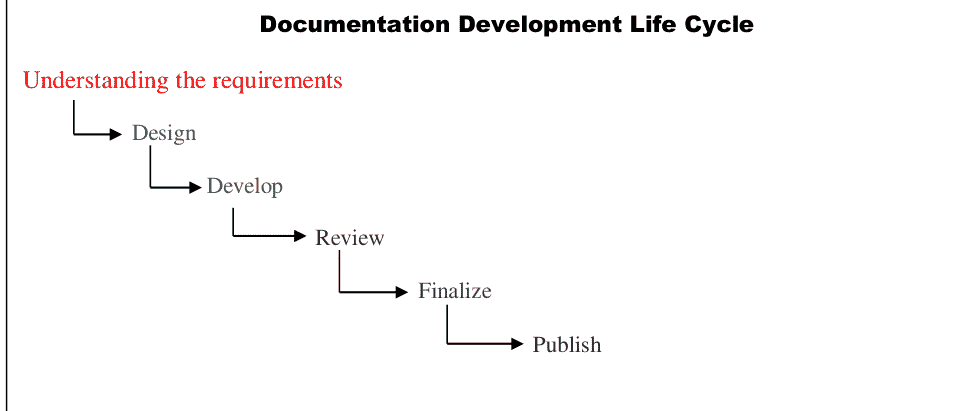 Documentation Development Life Cycle
Understanding the requirements
Design
Develop
Review
Finalize
Publish